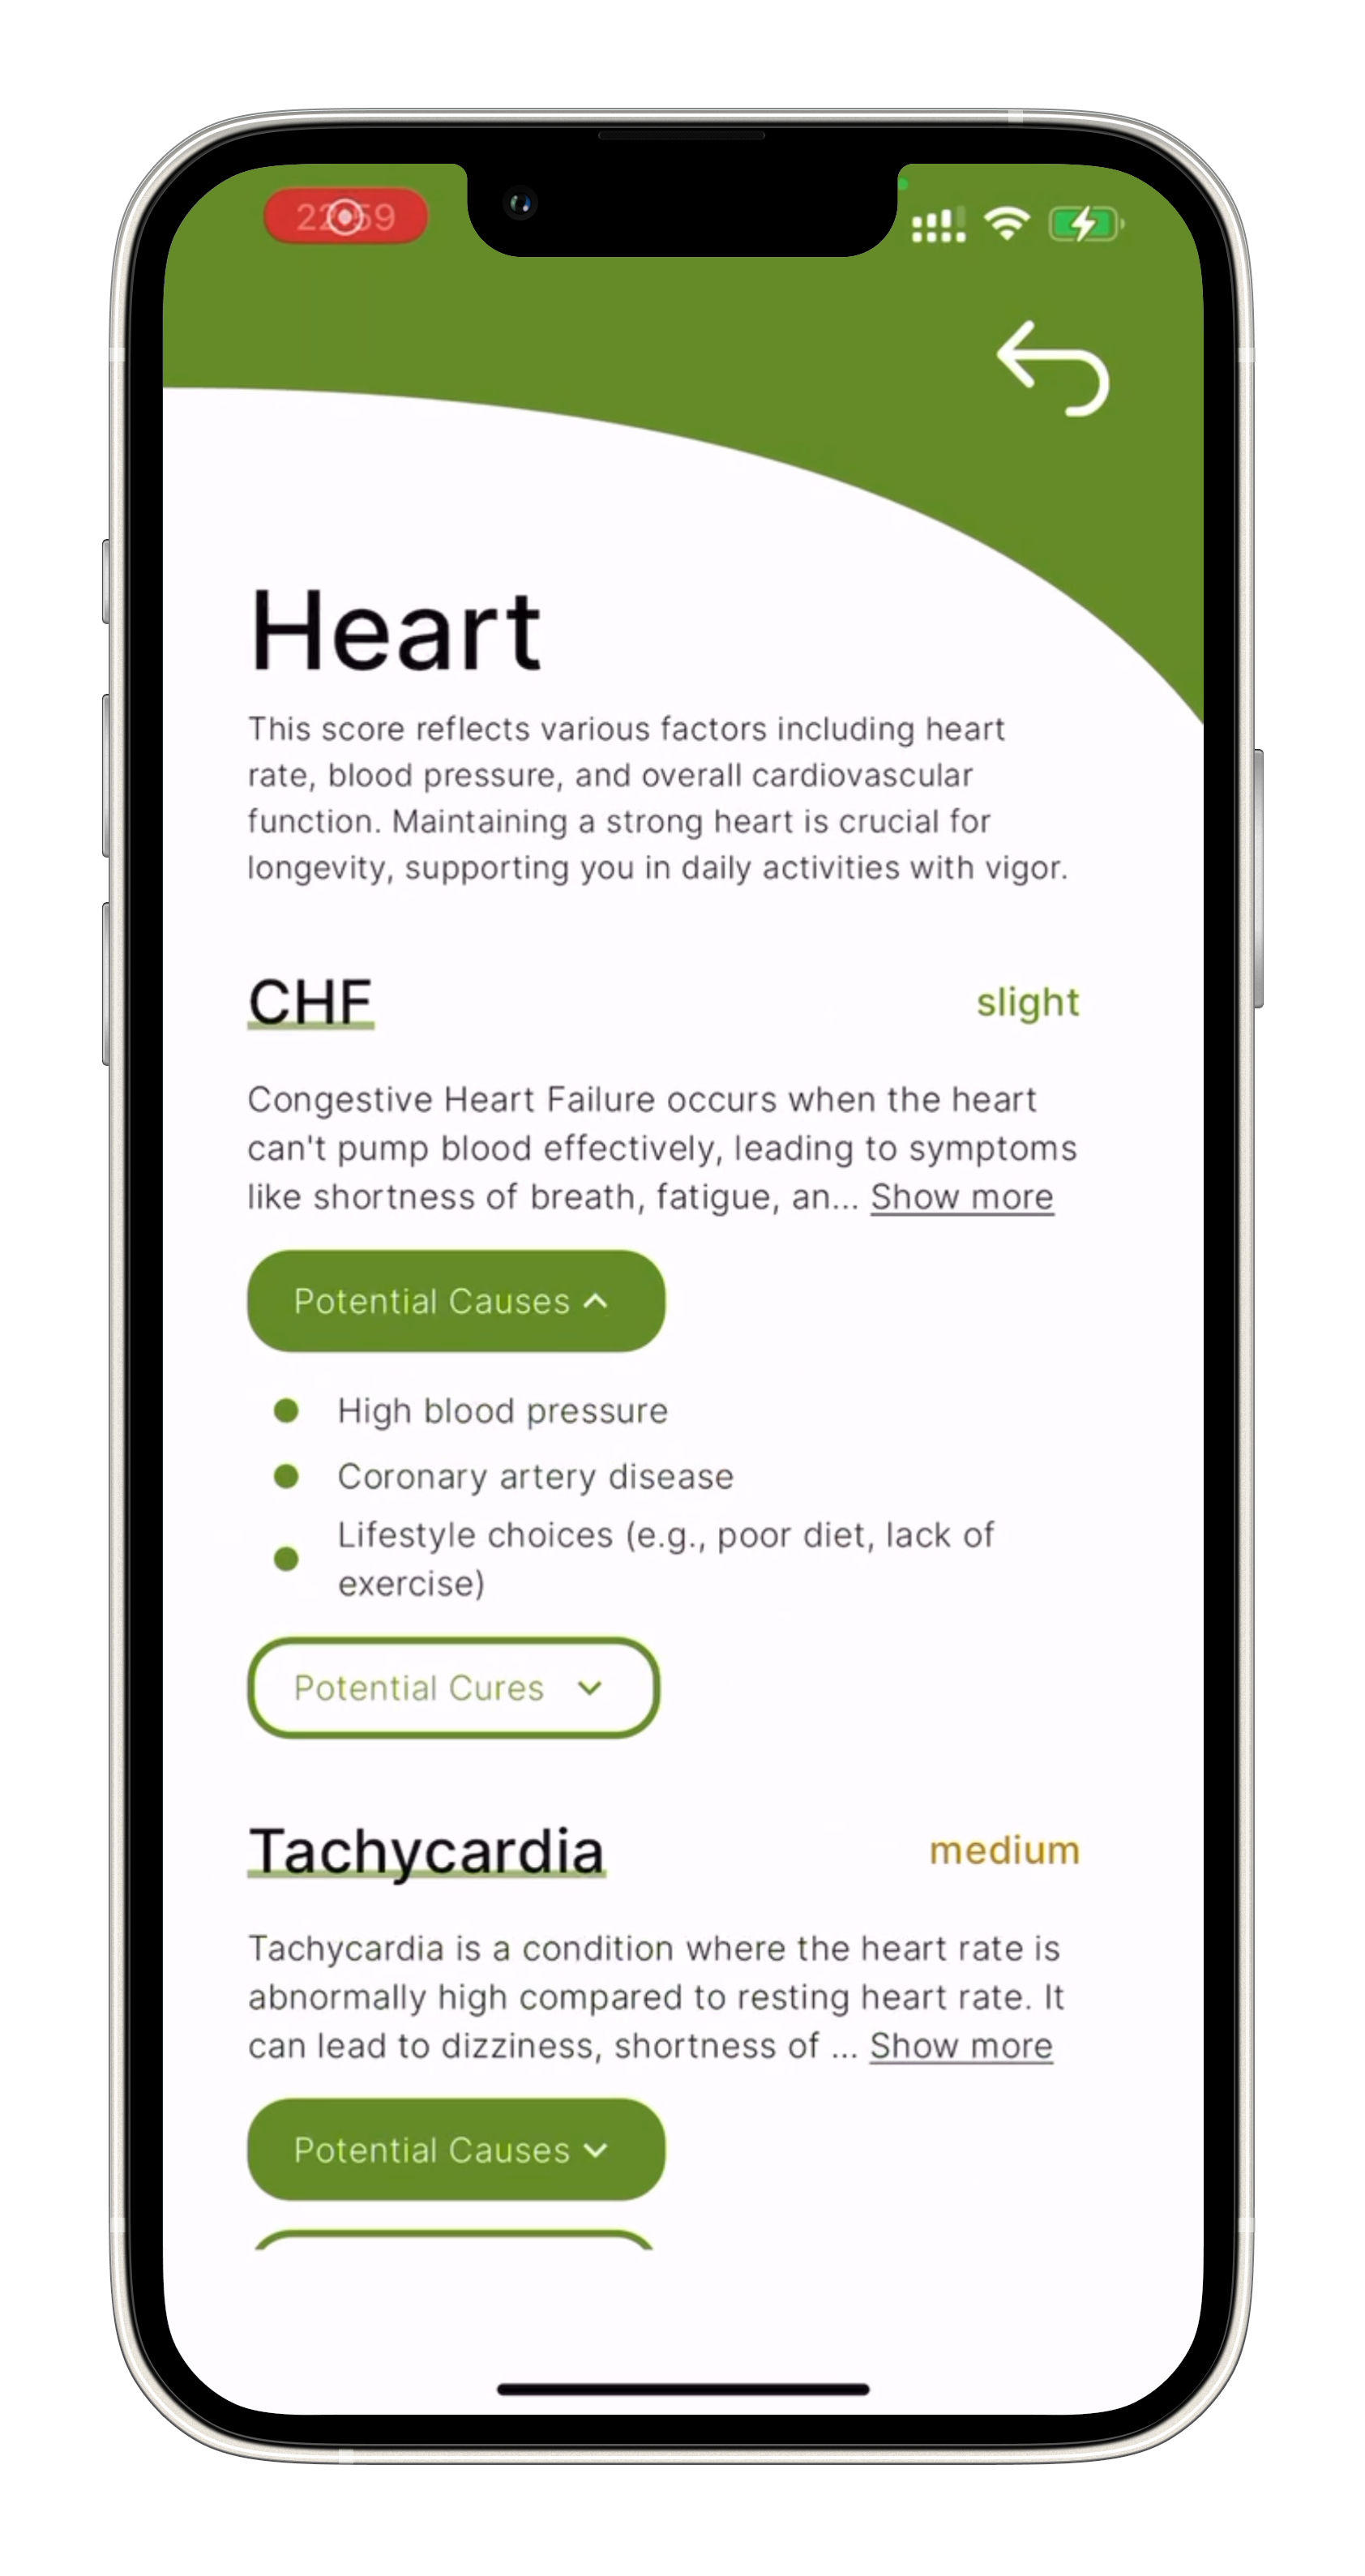 22:59
Heart
This score reflects various factors including heart
rate, blood pressure, and overall cardiovascular
function. Maintaining a strong heart is crucial for
longevity, supporting you in daily activities with vigor.
CHF
slight
Congestive Heart Failure occurs when the heart
can't pump blood effectively, leading to symptoms
like shortness of breath, fatigue, an... Show more
Potential Causes
High blood pressure
Coronary artery disease
Lifestyle choices (e.g., poor diet, lack of
exercise)
Potential Cures
Tachycardia
medium
Tachycardia is a condition where the heart rate is
abnormally high compared to resting heart rate. It
can lead to dizziness, shortness of ... Show more
Potential Causes